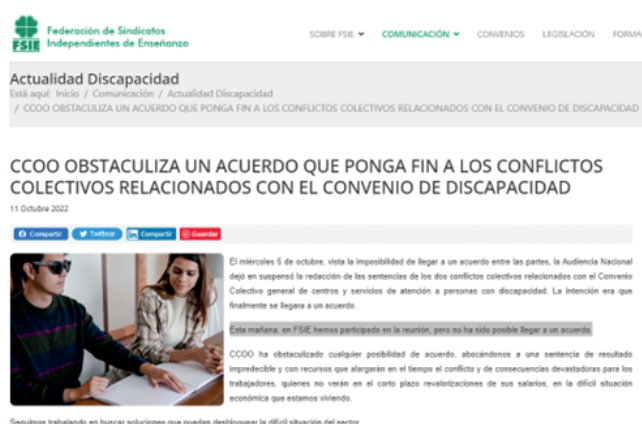 Federación de Sindicatos
Independientes de Enseñanza
FSIE
SOBRE FSIE
COMUNICACIÓN
CONVENIOS
LEGISLACIÓN
FORMA
Actualidad Discapacidad
Está aquí: Inicio / Comunicación / Actualidad Discapacidad
/ CCOO OBSTACULIZA UN ACUERDO QUE PONGA FIN A LOS CONFLICTOS COLECTIVOS RELACIONADOS CON EL CONVENIO DE DISCAPACIDAD
CCOO OBSTACULIZA UN ACUERDO QUE PONGA FIN A LOS CONFLICTOS
COLECTIVOS RELACIONADOS CON EL CONVENIO DE DISCAPACIDAD
11 Octubre 2022
Compartir Twittear Compartir Guardar
El miércoles 5 de octubre, vista la imposibilidad de llegar a un acuerdo entre las partes, la Audiencia Nacional
dejó en suspensó la redacción de las sentencias de los dos conflictos colectivos relacionados con el Convenio
Colectivo general de centros y servicios de atención a personas con discapacidad. La intención era que
finalmente se llegara a un acuerdo.
Esta mañana, en FSIE hemos participado en la reunión, pero no ha sido posible llegar a un acuerdo.
CCOO ha obstaculizado cualquier posibilidad de acuerdo, abocándonos a una sentencia de resultado
impredecible y con recursos que alargarán en el tiempo el conflicto y de consecuencias devastadoras para los
trabajadores, quienes no verán en el corto plazo revalorizaciones de sus salarios, en la difícil situación
económica que estamos viviendo.
Seguimos trabajando en buscar soluciones que puedan desbloquear la difícil situación del sector.